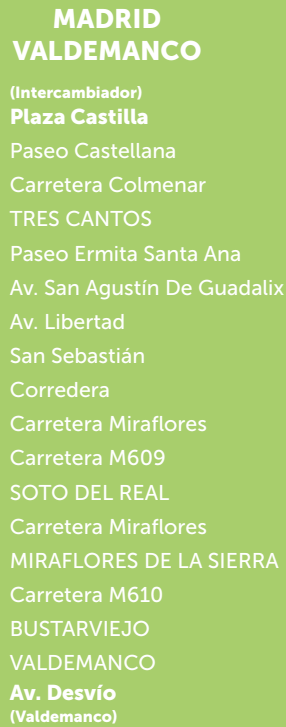 MADRID
VALDEMANCO
(Intercambiador)
Plaza Castilla
Paseo Castellana
Carretera Colmenar
TRES CANTOS
Paseo Ermita Santa Ana
Av. San Agustín De Guadalix
Av. Libertad
San Sebastián
Corredera
Carretera Miraflores
Carretera M609
SOTO DEL REAL
Carretera Miraflores
MIRAFLORES DE LA SIERRA
Carretera M610
BUSTARVIEJO
VALDEMANCO
Av. Desvío
(Valdemanco)